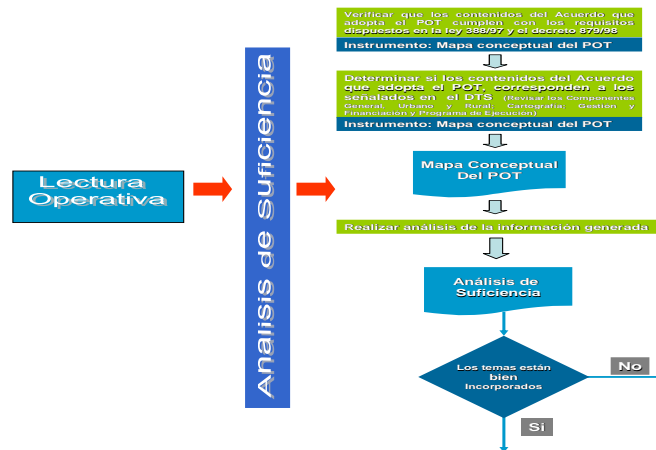 Lectura
Operativa
Análisis de Suficiencia
Verificar que los contenidos del Acuerdo que
adopta el POT cumplen con los requisitos
dispuestos en la ley 388/97 y el decreto 879/98
Instrumento: Mapa conceptual del POT
Determinar si los contenidos del Acuerdo
que adopta el POT, corresponden a los
señalados en el DTS (Revisar los Componentes
General, Urbano y Rural, Cartografía, Gestión y
Financiación y Programa de Ejecución)
Instrumento: Mapa conceptual del POT
Mapa Conceptual
Del POT
Realizar análisis de la información generada
Análisis de
Suficiencia
Los temas están
bien
Incorporados
No
Si